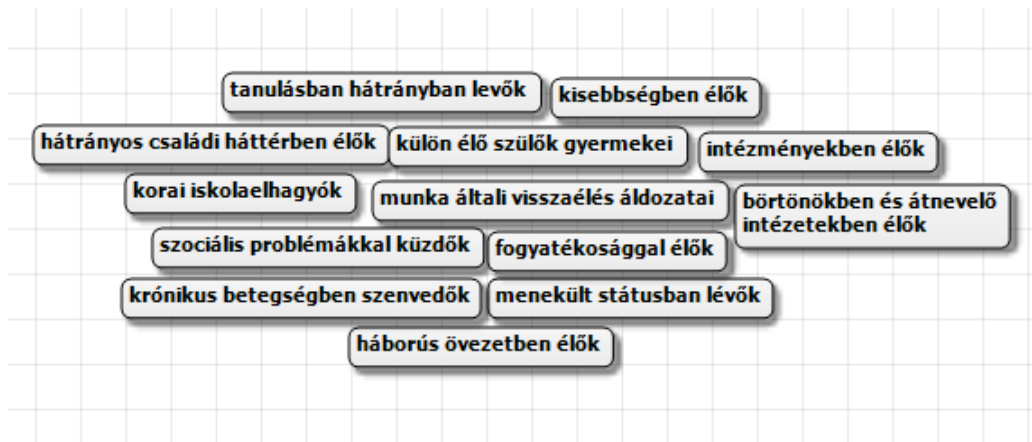 tanulásban hátrányban levők
kisebbségben élők
hátrányos családi háttérben élők
külön élő szülők gyermekei
intézményekben élők
korai iskolaelhagyók
munka általi visszaélés áldozatai
börtönökben és átnevelő
intézetekben élők
szociális problémákkal küzdők
fogyatékosággal élők
krónikus betegségben szenvedők
menekült státusban lévők
háborús övezetben élők